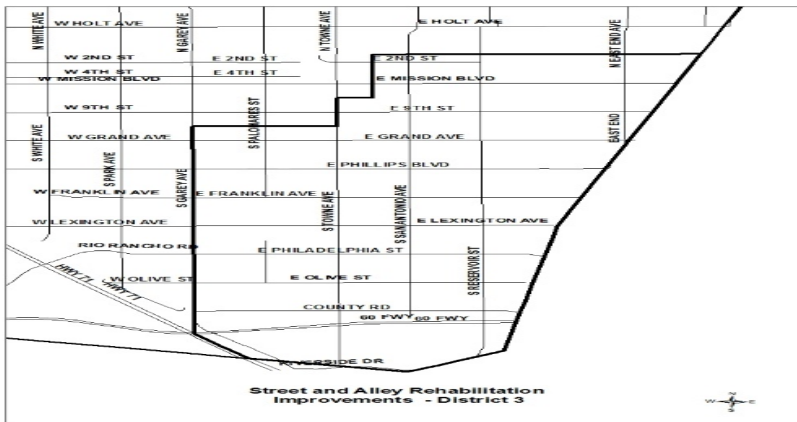 N WHITE AVE
W HOLT AVE
N GAREY AVE
N TOWNE AVE
E HOLT AVE
N EAST END AVE
W 2ND ST
E 2ND ST
E 2ND ST
W 4TH ST
E 4TH ST
W MISSION BLVD
E MISSION BLVD
W 9TH ST
S PALOMARES ST
E 9TH ST
S WHITE AVE
W GRAND AVE
E GRAND AVE
EAST END
S PARK AVE
E PHILLIPS BLVD
S GAREY AVE
W FRANKLIN AVE
E FRANKLIN AVE
S TOWNE AVE
S SAN ANTONIO AVE
W LEXINGTON AVE
E LEXINGTON AVE
RIO RANCHO RD
E PHILADELPHIA ST
S RESERVOIR ST
HWY 71
HWY 71
W OLIVE ST
E OLIVE ST
COUNTY RD
60 FWY
60 FWY
RIVERSIDE DR
Street and Alley Rehabilitation
Improvements - District 3
N
W
E
S